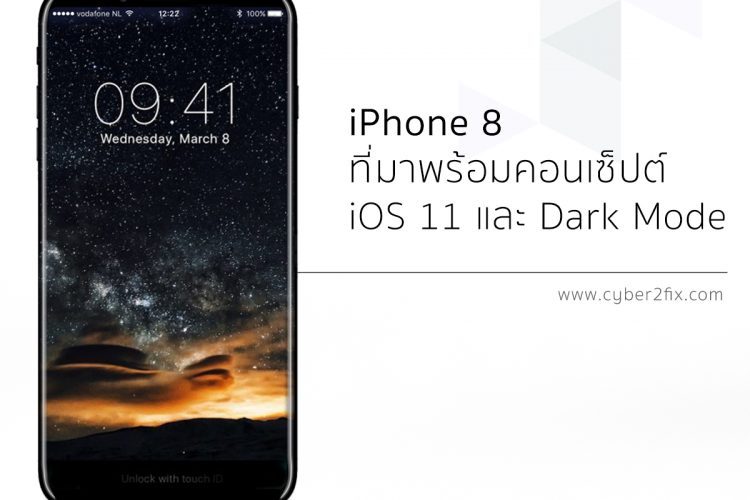 ●●●●● vodafone NL 12:22 100%
09:41
Wednesday, March 8
Unlock with touch ID
iPhone 8
ที่มาพร้อมคอนเซ็ปต์
iOS 11 และ Dark Mode
www.cyber2fix.com